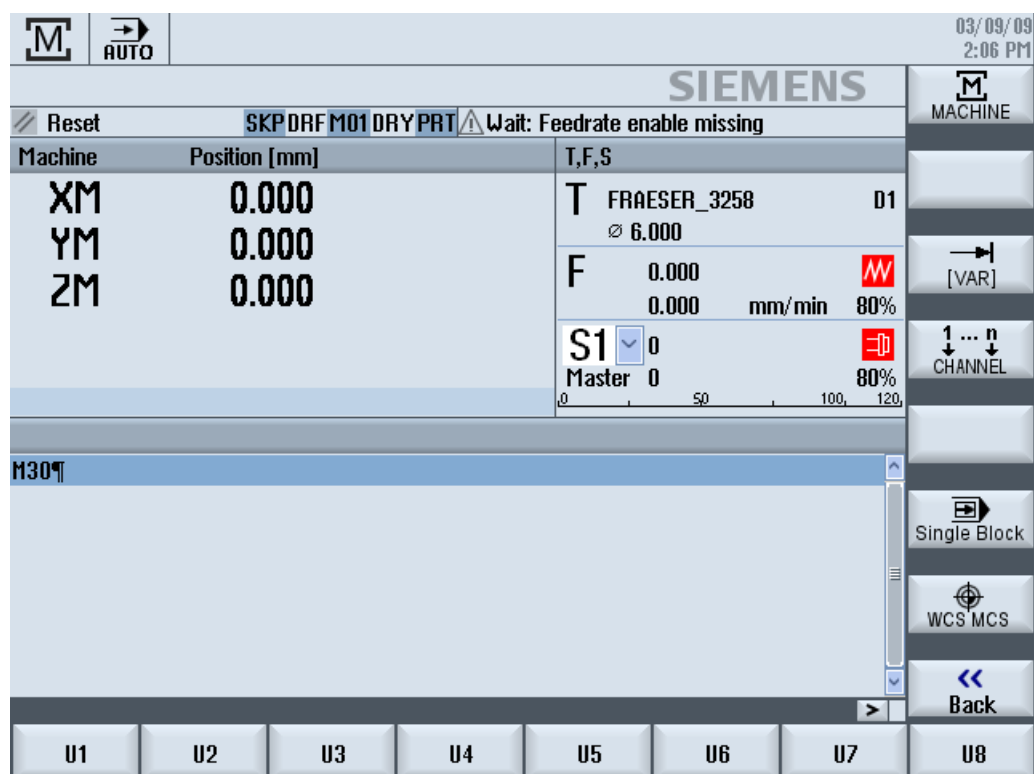 M AUTO 03/09/09
2:06 PM
SIEMENS
M
MACHINE
Reset SKP DRF M01 DRY PRT Wait: Feedrate enable missing
Machine Position [mm] T,F,S
XM 0.000
YM 0.000
ZM 0.000
T FRAESER_3258 D1
⌀ 6.000
F 0.000
0.000 mm/min 80%
S1 0
Master 0 80%
0 50 100 120
[VAR]
1 ... n
CHANNEL
M30¶
Single Block
WCS MCS
<<
Back
>
U1 U2 U3 U4 U5 U6 U7 U8